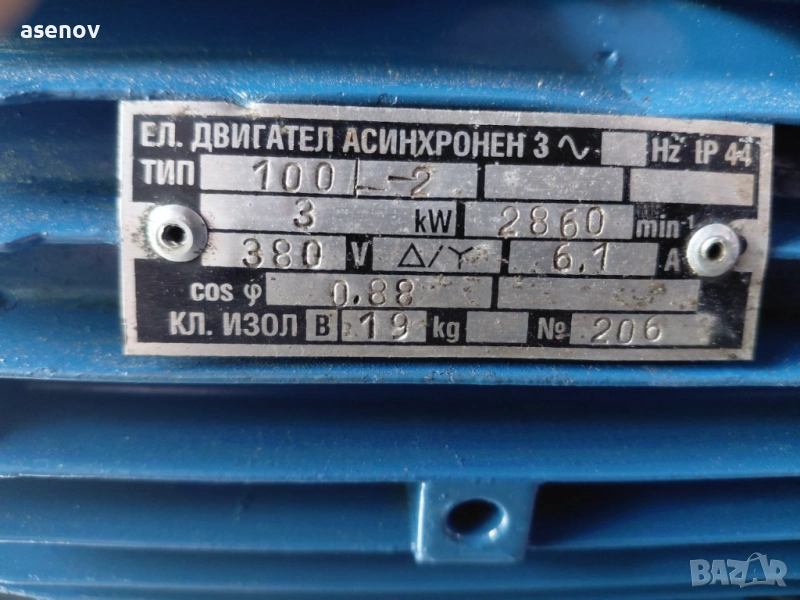 asenov
ЕЛ. ДВИГАТЕЛ АСИНХРОНЕН 3 ~ Hz IP 44
ТИП 100L-2
3 kW 2860 min⁻¹
380 V △/Y 6.1 A
cos φ 0.88
КЛ. ИЗОЛ B 19 kg № 206
BAZAR